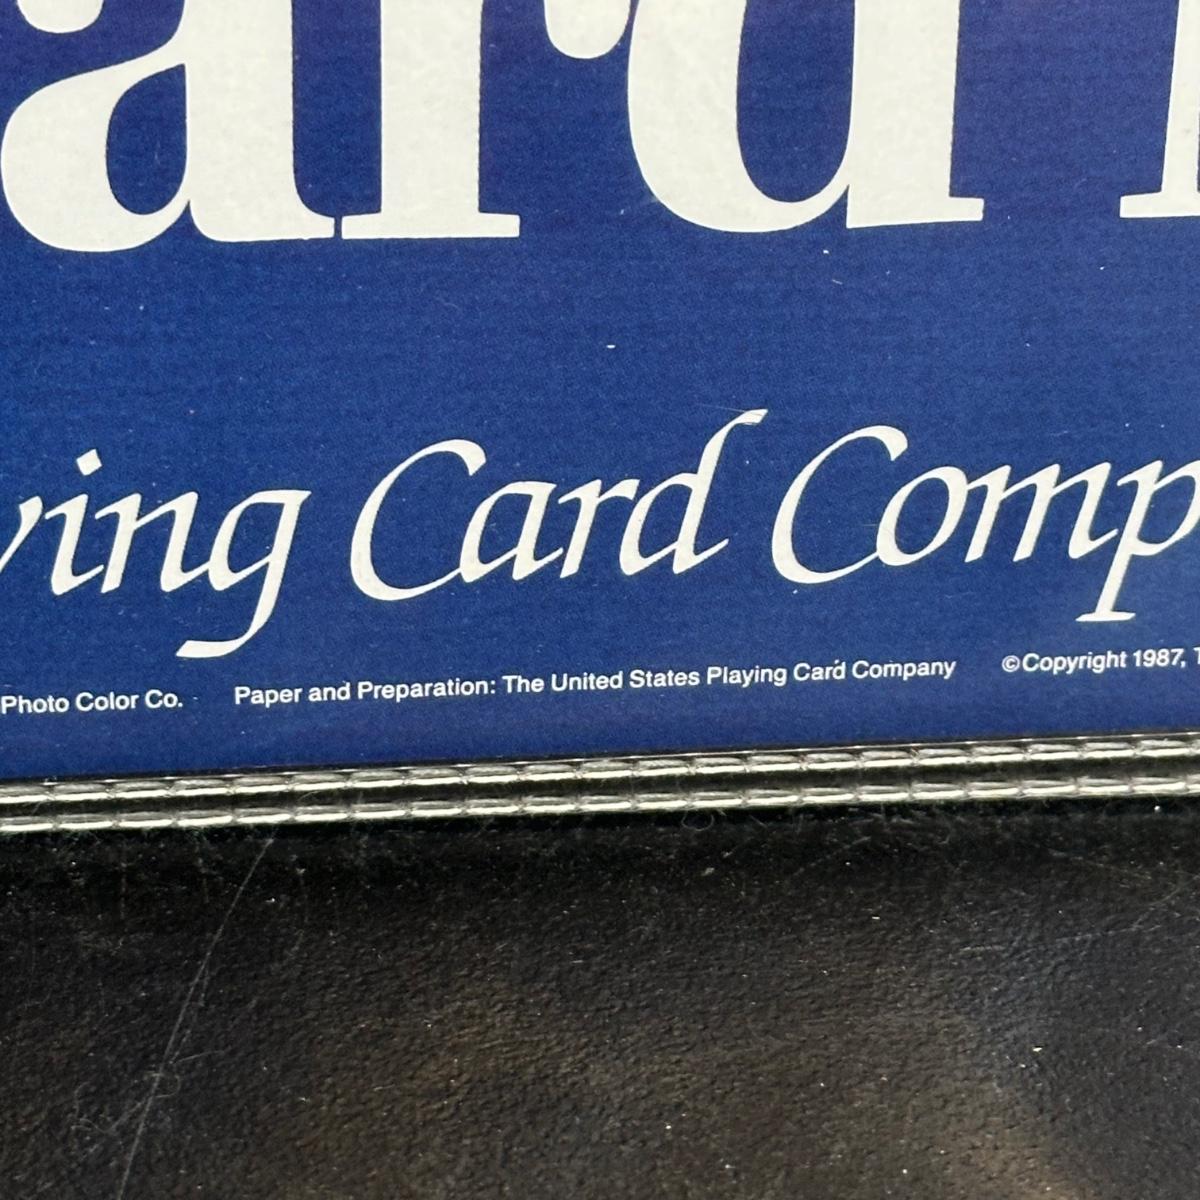 ard
ying Card Comp
Photo Color Co. Paper and Preparation: The United States Playing Card Company ©Copyright 1987, T